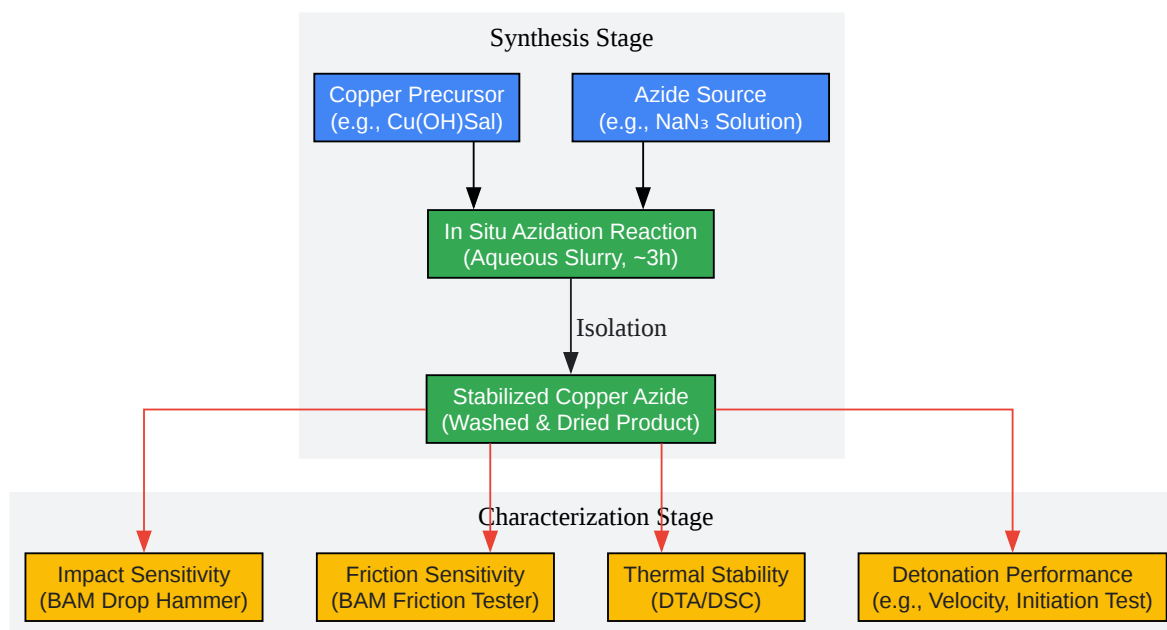 Synthesis Stage
Copper Precursor
(e.g., Cu(OH)Sal)
Azide Source
(e.g., NaN₃ Solution)
In Situ Azidation Reaction
(Aqueous Slurry, ~3h)
Isolation
Stabilized Copper Azide
(Washed & Dried Product)
Characterization Stage
Impact Sensitivity
(BAM Drop Hammer)
Friction Sensitivity
(BAM Friction Tester)
Thermal Stability
(DTA/DSC)
Detonation Performance
(e.g., Velocity, Initiation Test)